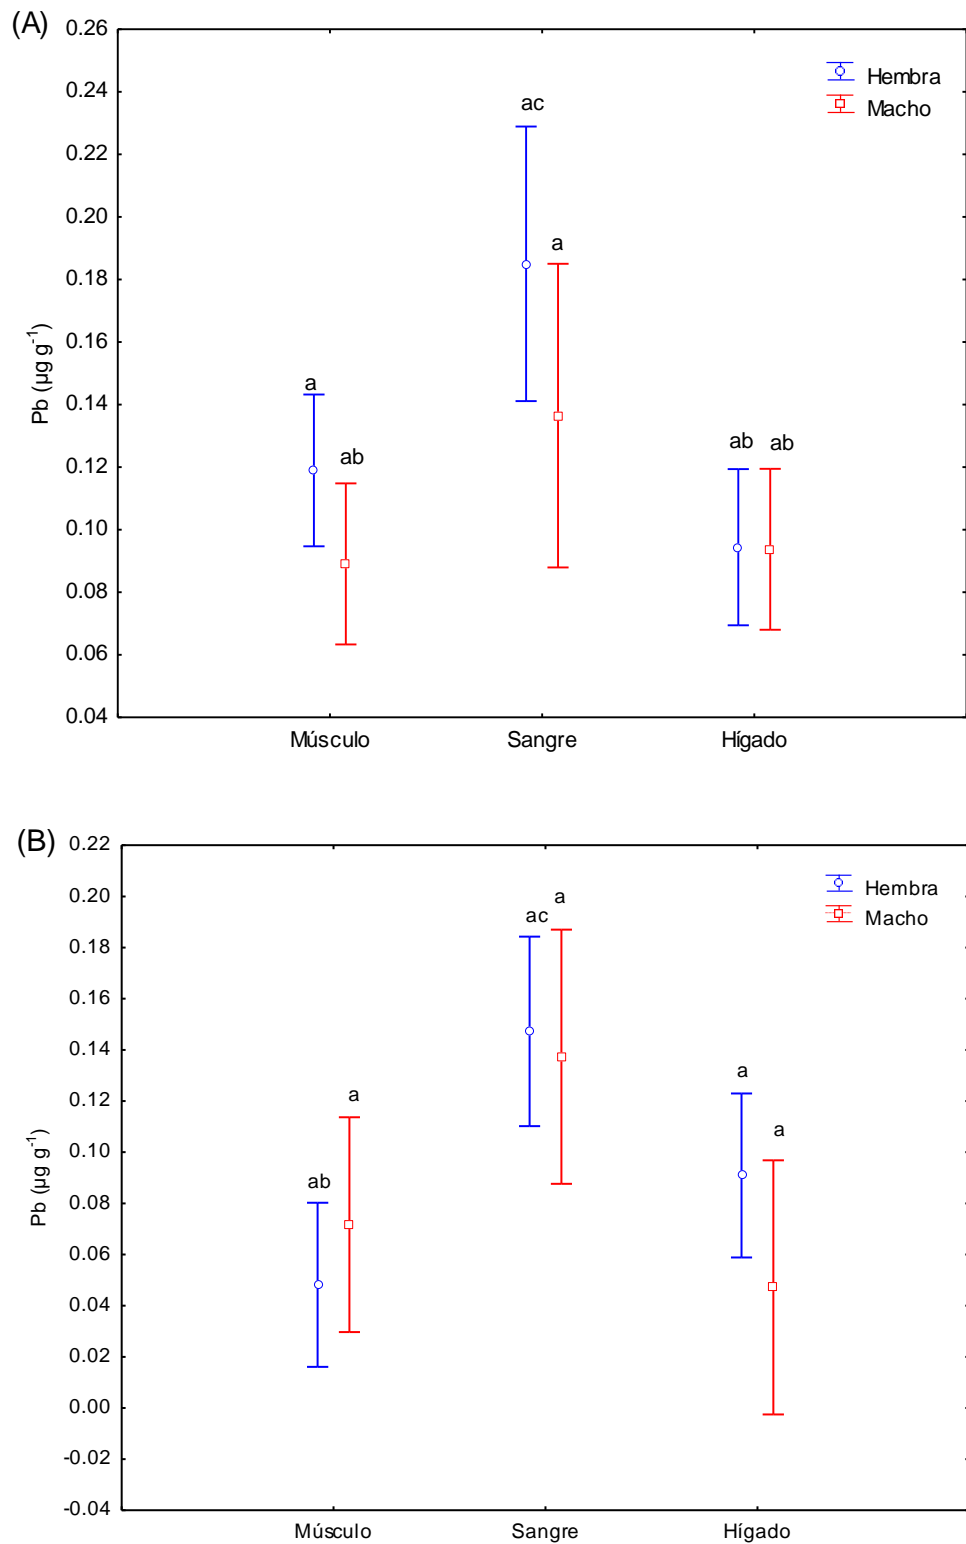 (A)
0.26
0.24
0.22
0.20
0.18
0.16
0.14
0.12
0.10
0.08
0.06
0.04
Pb (µg g-1)
Hembra
Macho
a
ab
ac
a
ab
ab
Músculo
Sangre
Hígado
(B)
0.22
0.20
0.18
0.16
0.14
0.12
0.10
0.08
0.06
0.04
0.02
0.00
-0.02
-0.04
Pb (µg g-1)
Hembra
Macho
ab
a
ac
a
a
a
Músculo
Sangre
Hígado